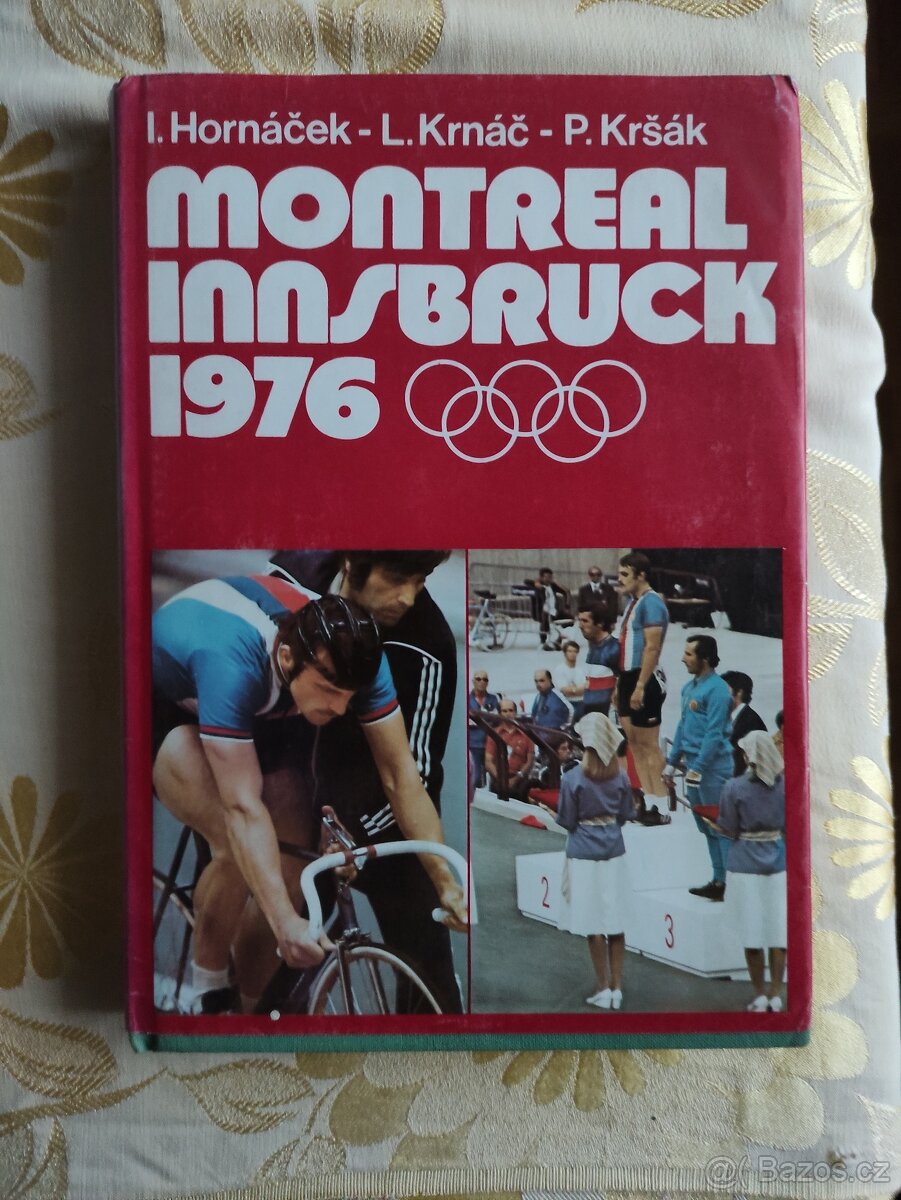 I. Hornáček - L. Krnáč - P. Kršák
MONTREAL
INNSBRUCK
1976
2
3
@ Bazos.cz